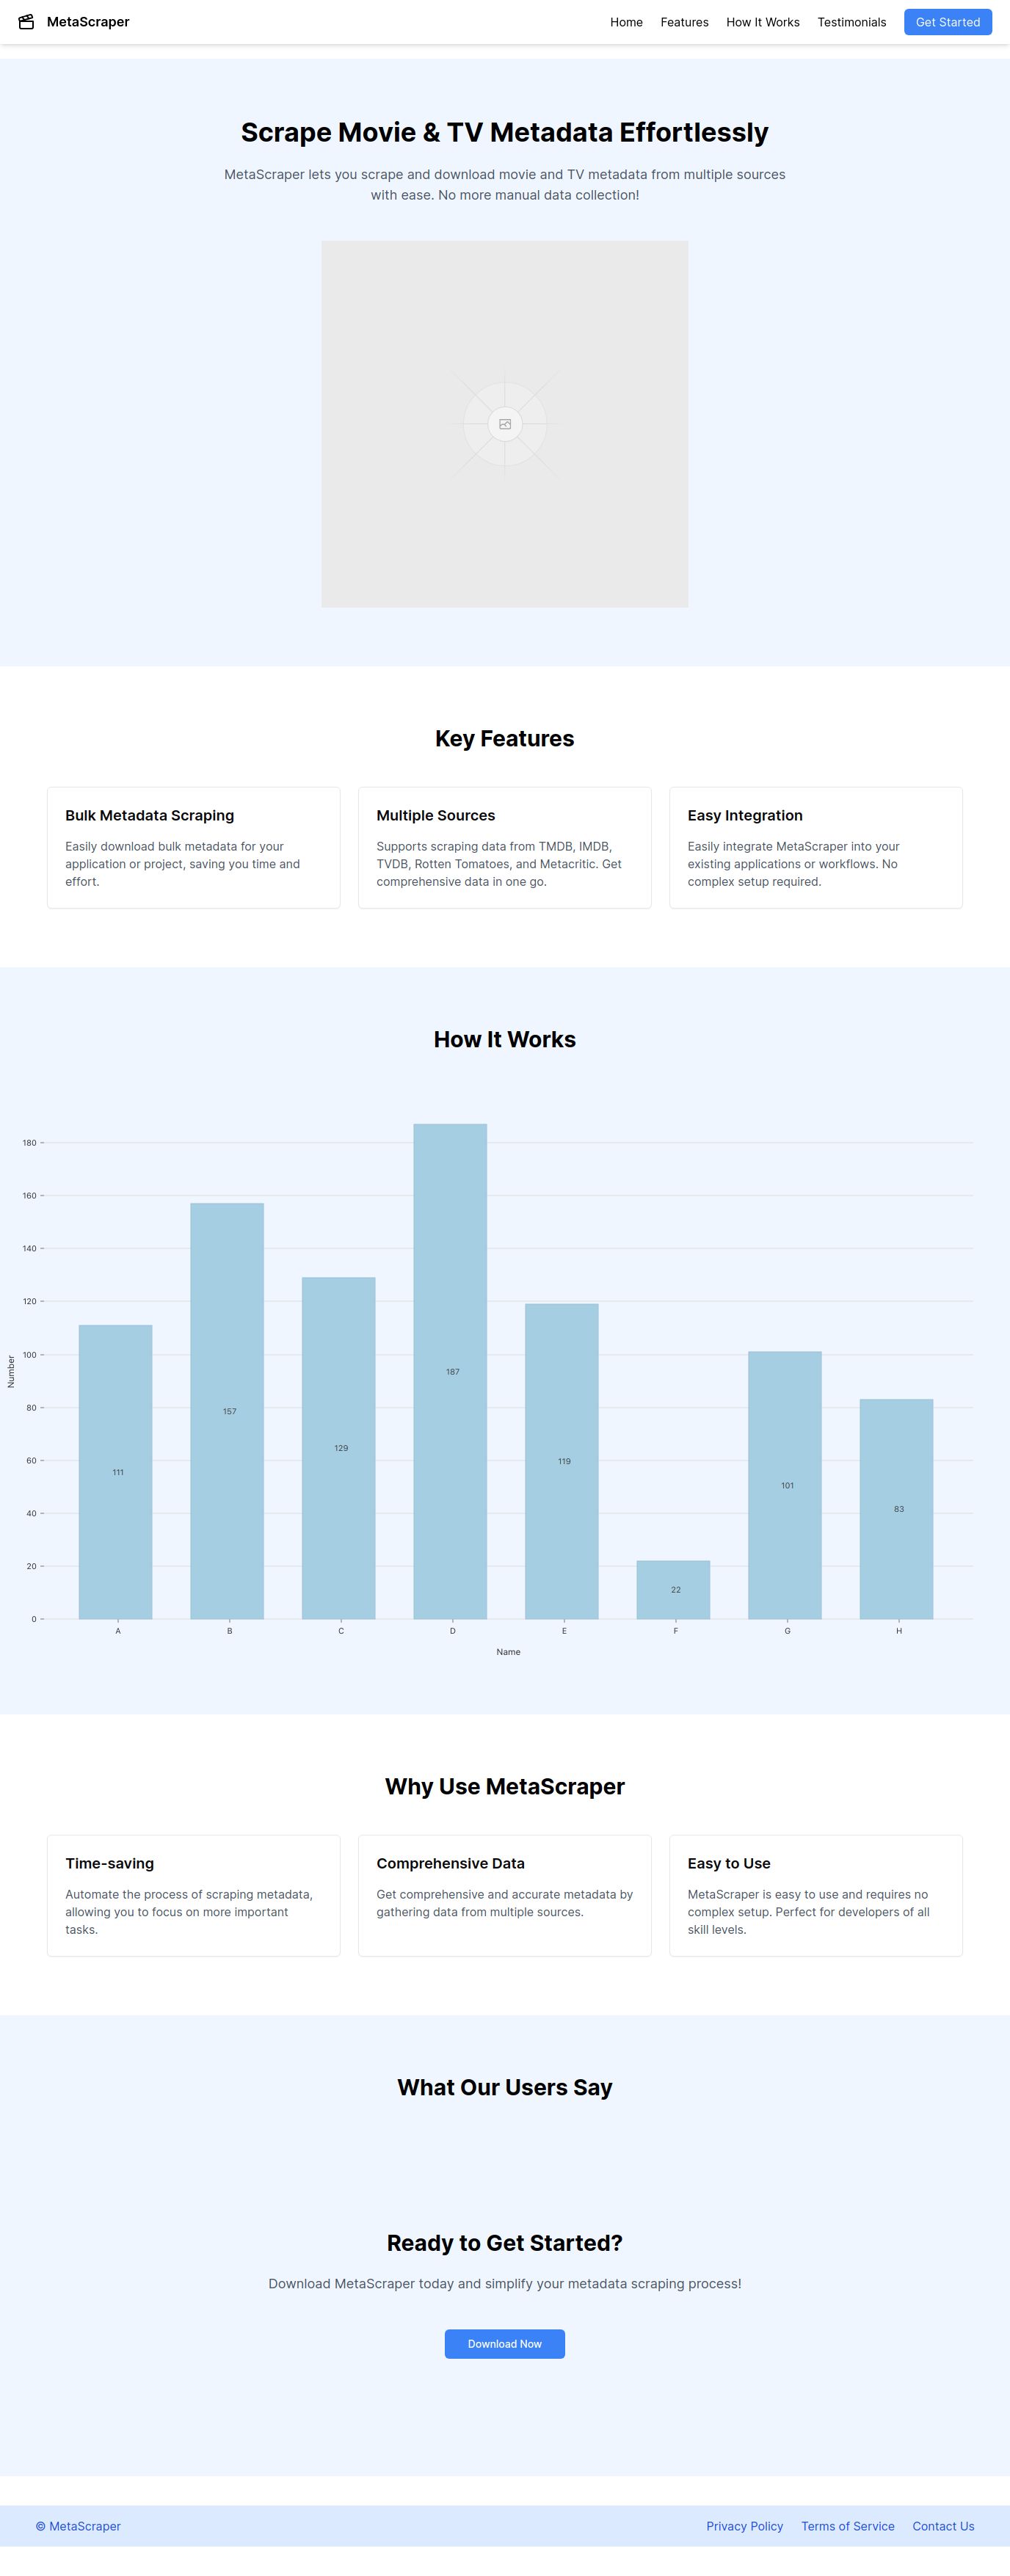 MetaScraper
Home Features How It Works Testimonials Get Started
Scrape Movie & TV Metadata Effortlessly
MetaScraper lets you scrape and download movie and TV metadata from multiple sources
with ease. No more manual data collection!
Key Features
Bulk Metadata Scraping
Easily download bulk metadata for your
application or project, saving you time and
effort.
Multiple Sources
Supports scraping data from TMDB, IMDB,
TVDB, Rotten Tomatoes, and Metacritic. Get
comprehensive data in one go.
Easy Integration
Easily integrate MetaScraper into your
existing applications or workflows. No
complex setup required.
How It Works
Number
180
160
140
120
100
80
60
40
20
0
111
157
129
187
119
22
101
83
A B C D E F G H
Name
Why Use MetaScraper
Time-saving
Automate the process of scraping metadata,
allowing you to focus on more important
tasks.
Comprehensive Data
Get comprehensive and accurate metadata by
gathering data from multiple sources.
Easy to Use
MetaScraper is easy to use and requires no
complex setup. Perfect for developers of all
skill levels.
What Our Users Say
Ready to Get Started?
Download MetaScraper today and simplify your metadata scraping process!
Download Now
© MetaScraper
Privacy Policy Terms of Service Contact Us